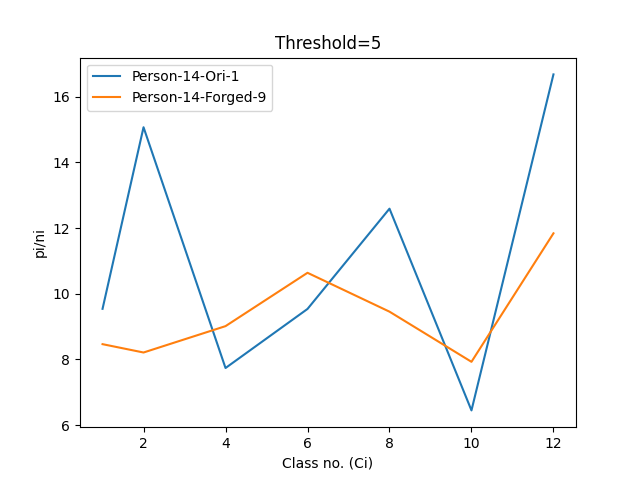 Threshold=5
Person-14-Ori-1
Person-14-Forged-9
16
14
12
10
8
6
pi/ni
2 4 6 8 10 12
Class no. (Ci)